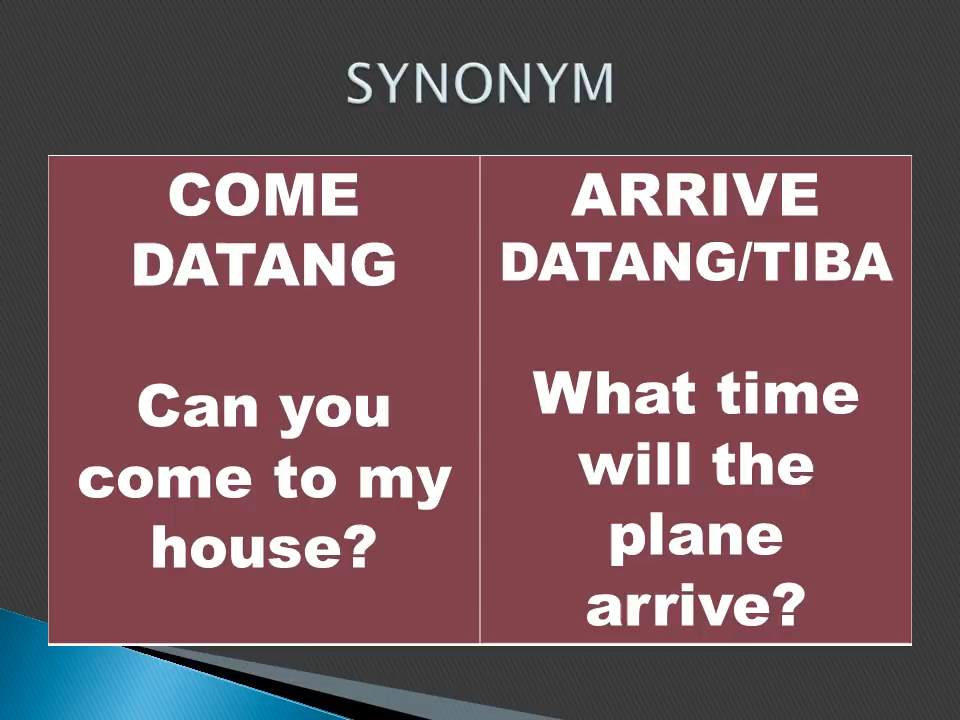 SYNONYM
COME
DATANG
Can you
come to my
house?
ARRIVE
DATANG/TIBA
What time
will the
plane
arrive?